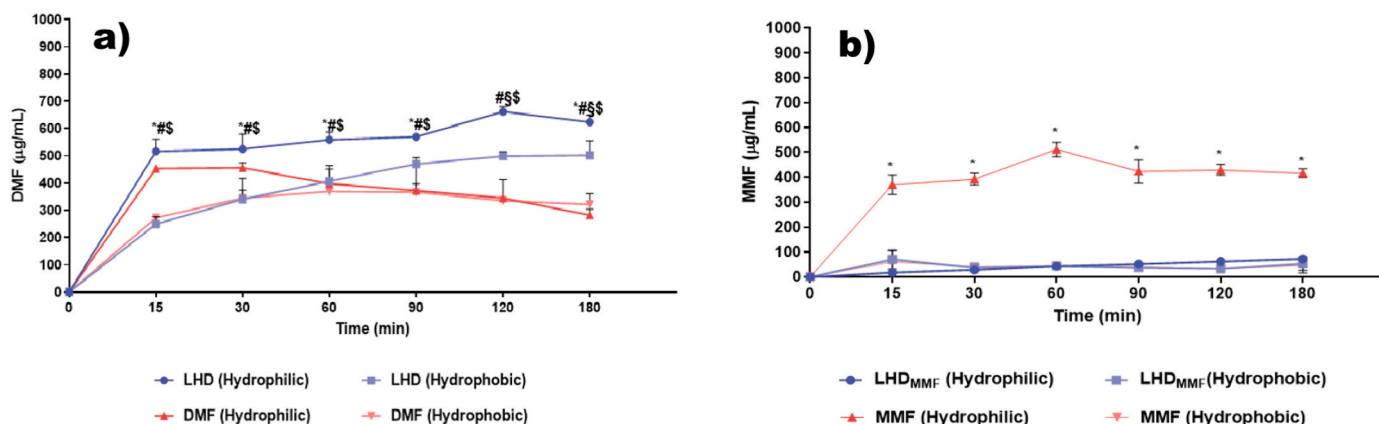 a)
1000
900
800
700
600
500
400
300
200
100
0
DMF (µg/mL)
*#$
*#$
*#$
*#$
#§$
*#§$
0 15 30 60 90 120 180
Time (min)
LHD (Hydrophilic) LHD (Hydrophobic)
DMF (Hydrophilic) DMF (Hydrophobic)
b)
1000
900
800
700
600
500
400
300
200
100
0
MMF (µg/mL)
* * * * * *
0 15 30 60 90 120 180
Time (min)
LHD_MMF (Hydrophilic) LHD_MMF(Hydrophobic)
MMF (Hydrophilic) MMF (Hydrophobic)